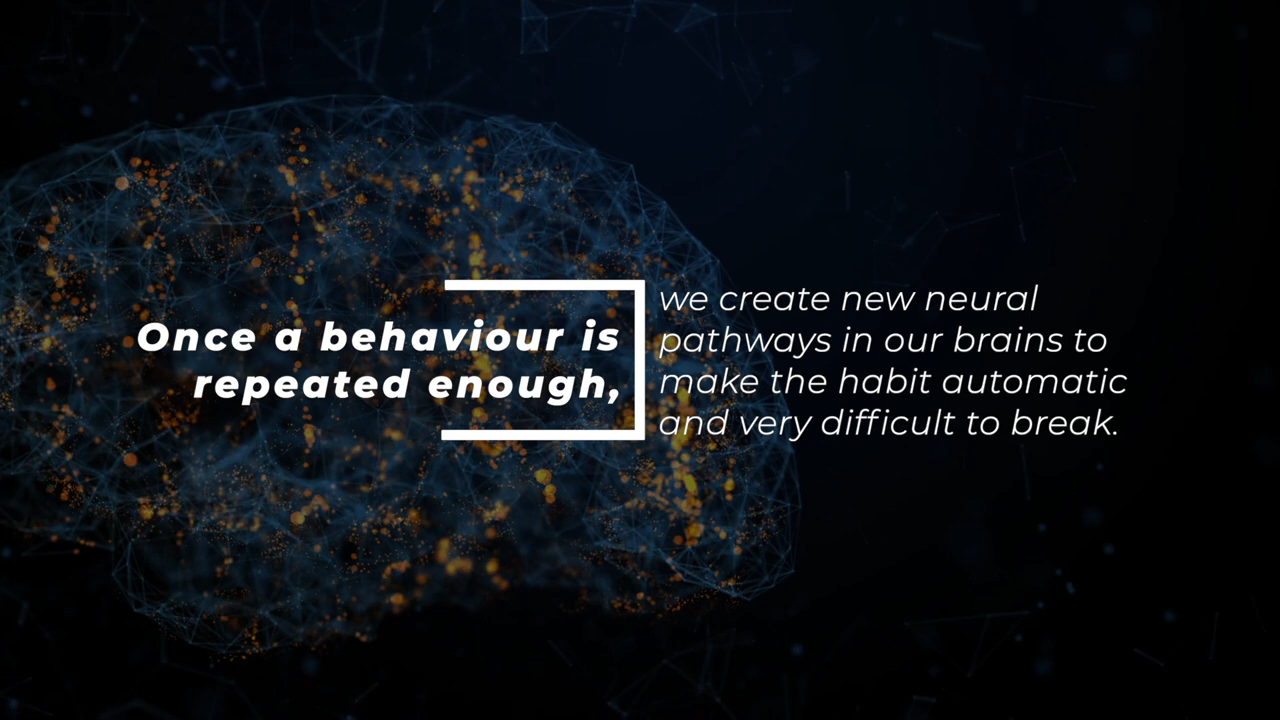 Once a behaviour is
repeated enough,
we create new neural
pathways in our brains to
make the habit automatic
and very difficult to break.